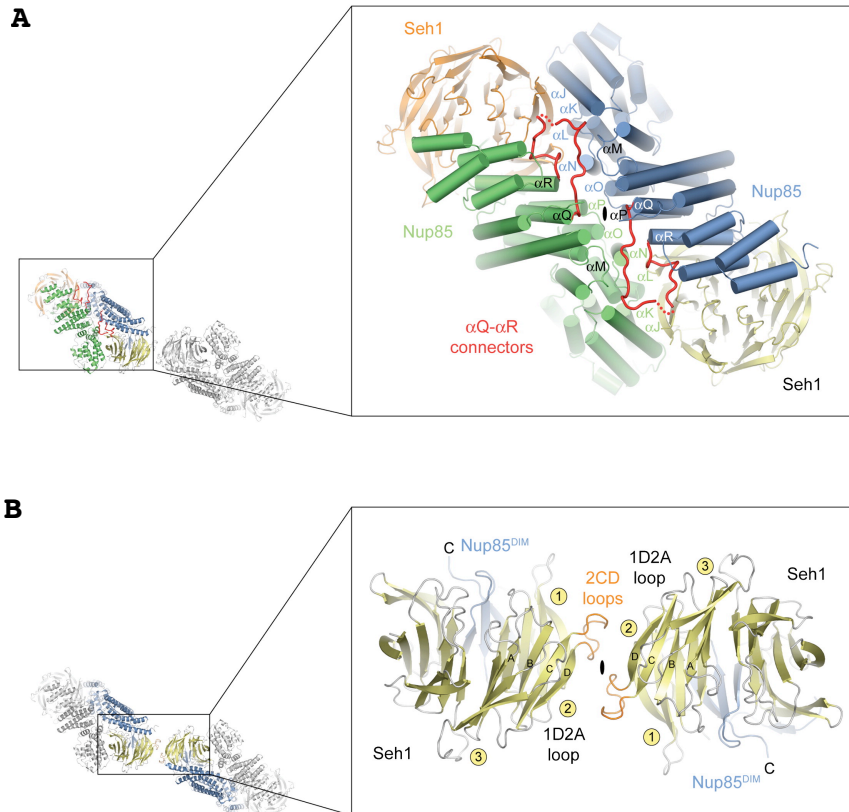 A
Seh1
αJ
αK
αL
αM
αN
αR
αO
αQ
αP
αP
αQ
Nup85
Nup85
αO
αR
αN
αM
αL
αQ-αR
connectors
αK
αJ
Seh1
B
C
Nup85DIM
2CD
loops
1D2A
loop
3
Seh1
1
2
A
B
C
D
D
C
B
A
2
1D2A
loop
1
Seh1
3
Nup85DIM
C